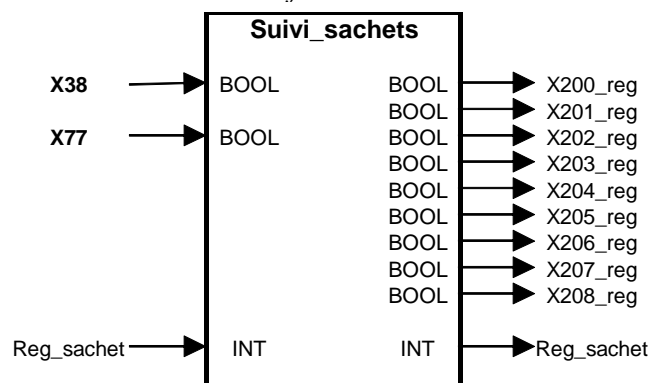 Suivi_sachets
X38 BOOL BOOL X200_reg
BOOL X201_reg
X77 BOOL BOOL X202_reg
BOOL X203_reg
BOOL X204_reg
BOOL X205_reg
BOOL X206_reg
BOOL X207_reg
BOOL X208_reg
Reg_sachet INT INT Reg_sachet